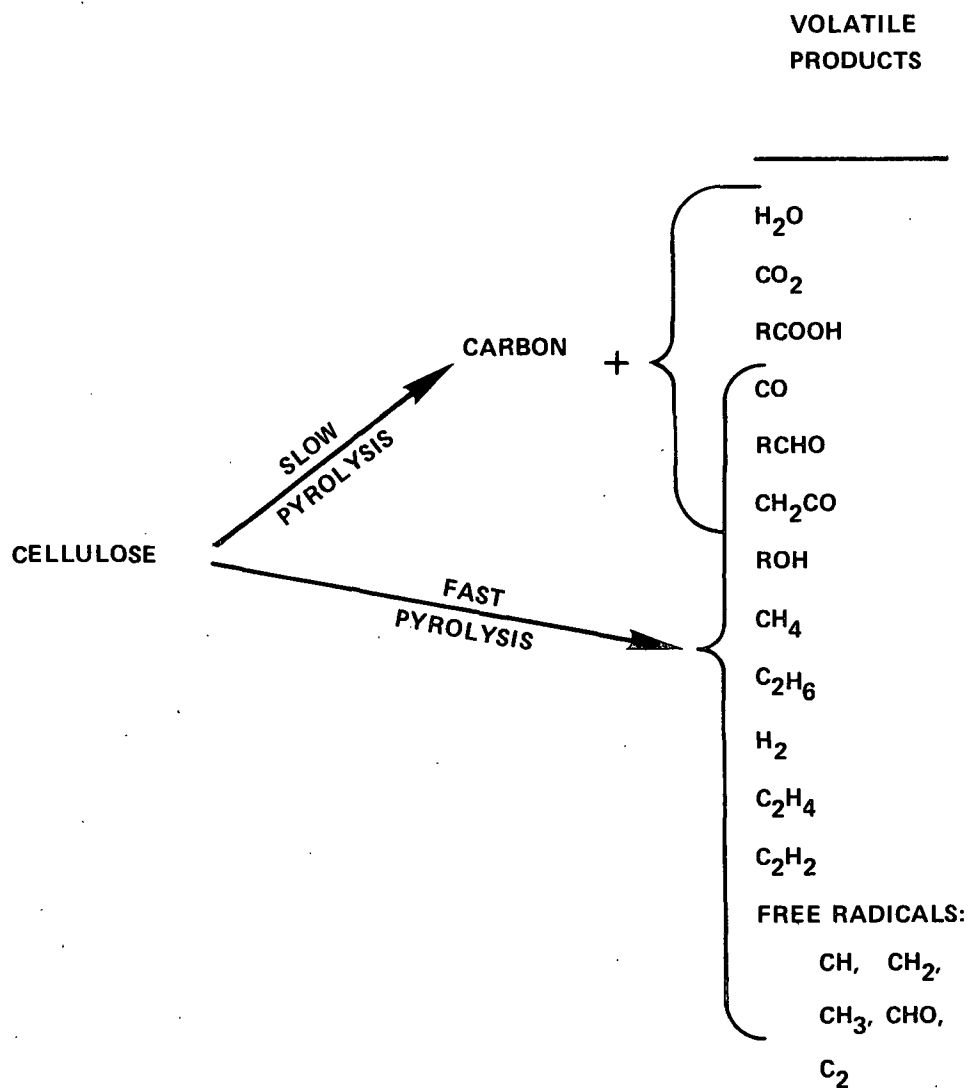 VOLATILE
PRODUCTS
H₂O
CO₂
RCOOH
CARBON +
CO
RCHO
SLOW
PYROLYSIS
CH₂CO
CELLULOSE
ROH
FAST
PYROLYSIS
CH₄
C₂H₆
H₂
C₂H₄
C₂H₂
FREE RADICALS:
CH, CH₂,
CH₃, CHO,
C₂